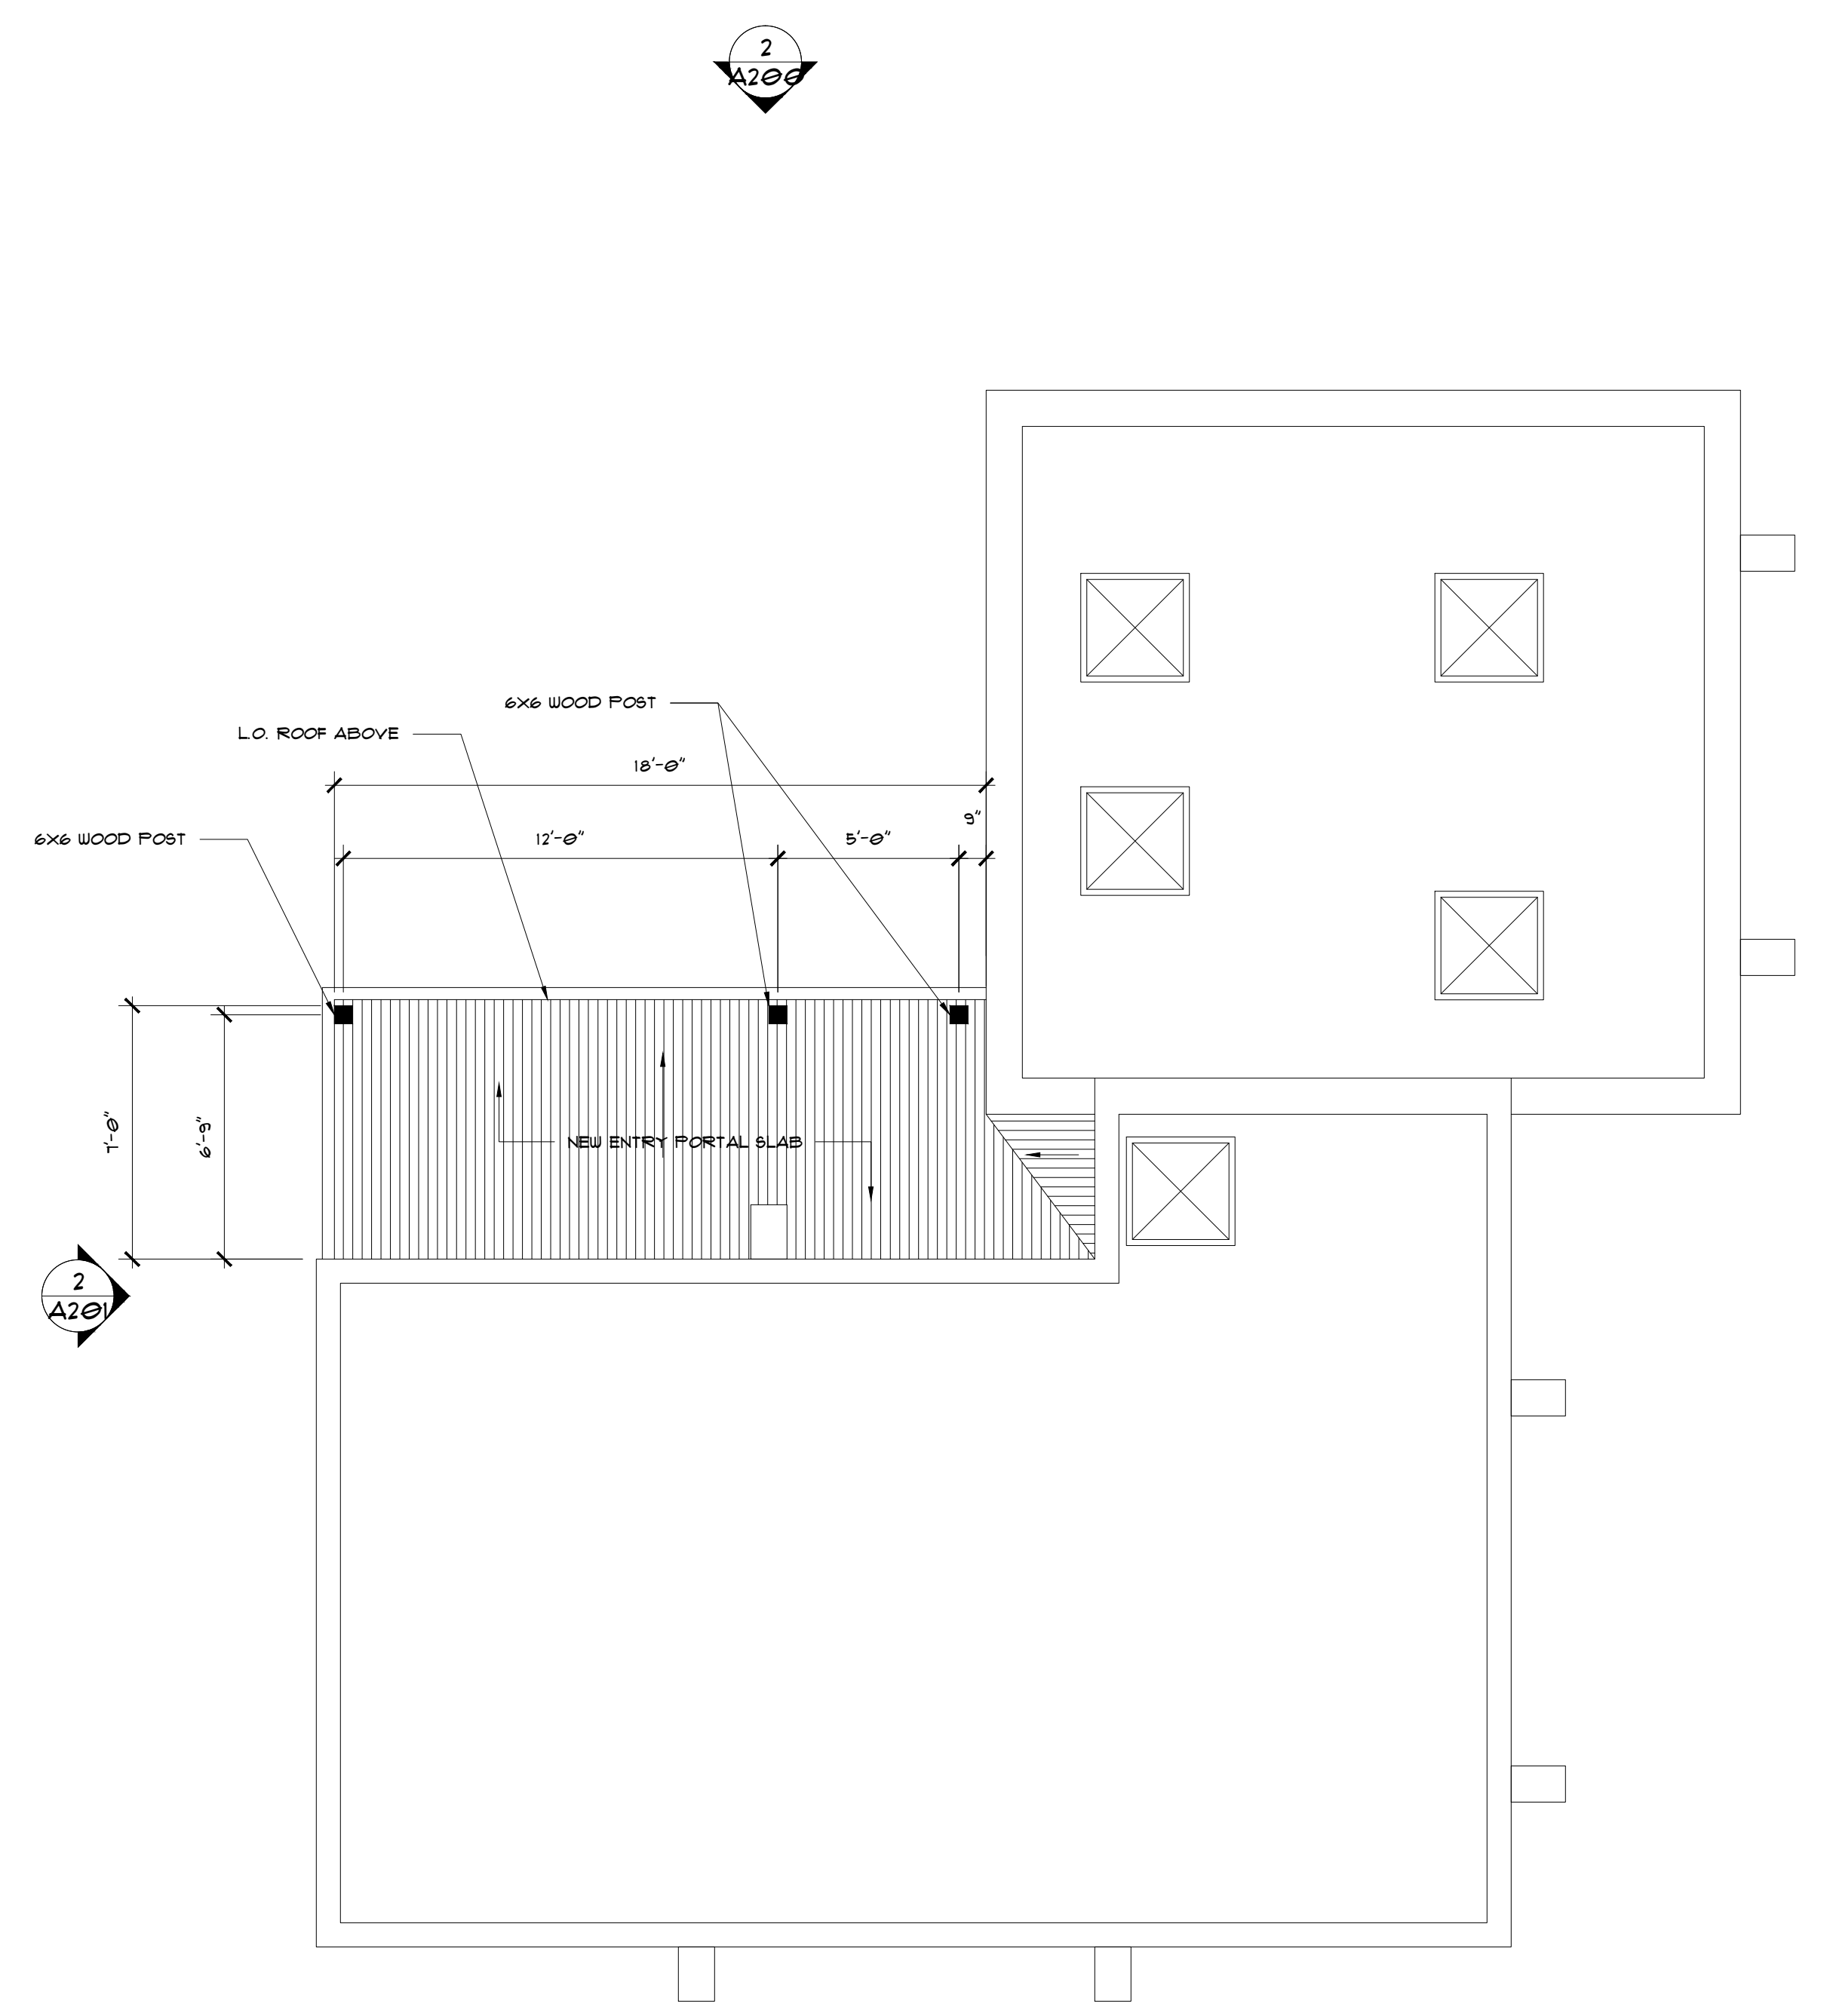 2
A200
6X6 WOOD POST
L.O. ROOF ABOVE
18'-0"
9"
6X6 WOOD POST
12'-0"
5'-0"
7'-0"
6'-9"
NEW ENTRY PORTAL SLAB
2
A201